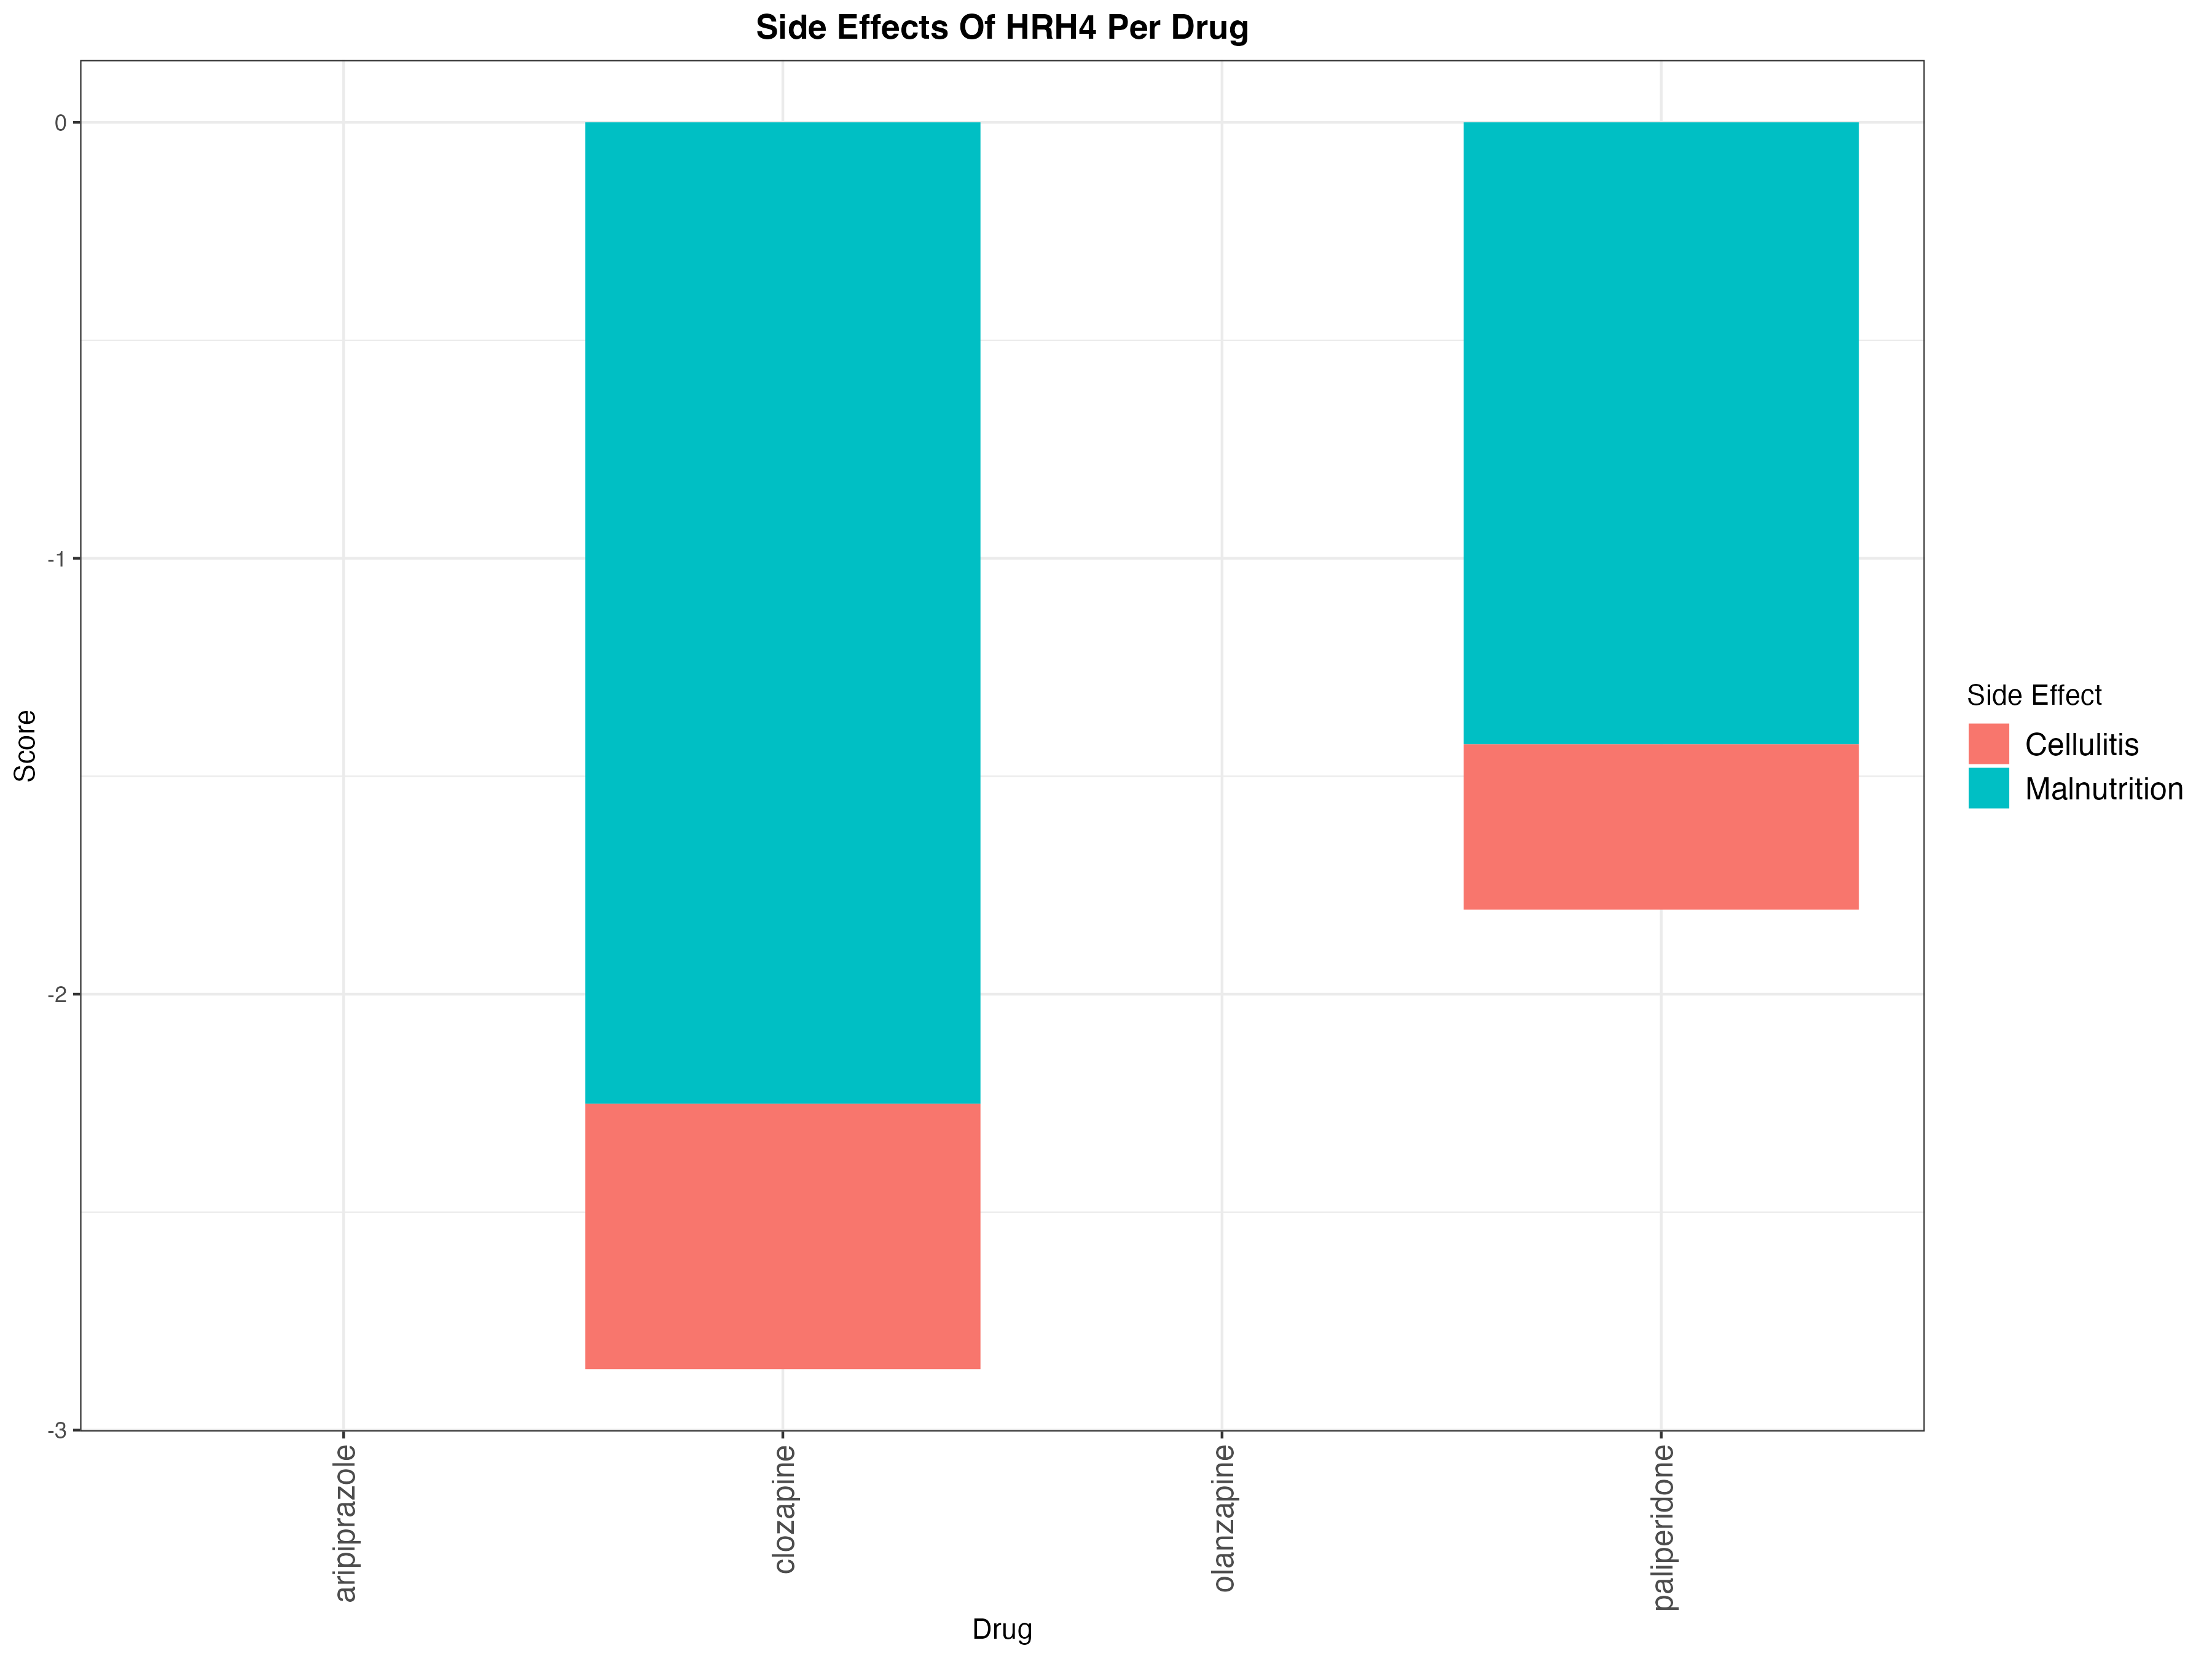 Side Effects Of HRH4 Per Drug
0
-1
-2
-3
Score
aripiprazole
clozapine
olanzapine
paliperidone
Drug
Side Effect
Cellulitis
Malnutrition